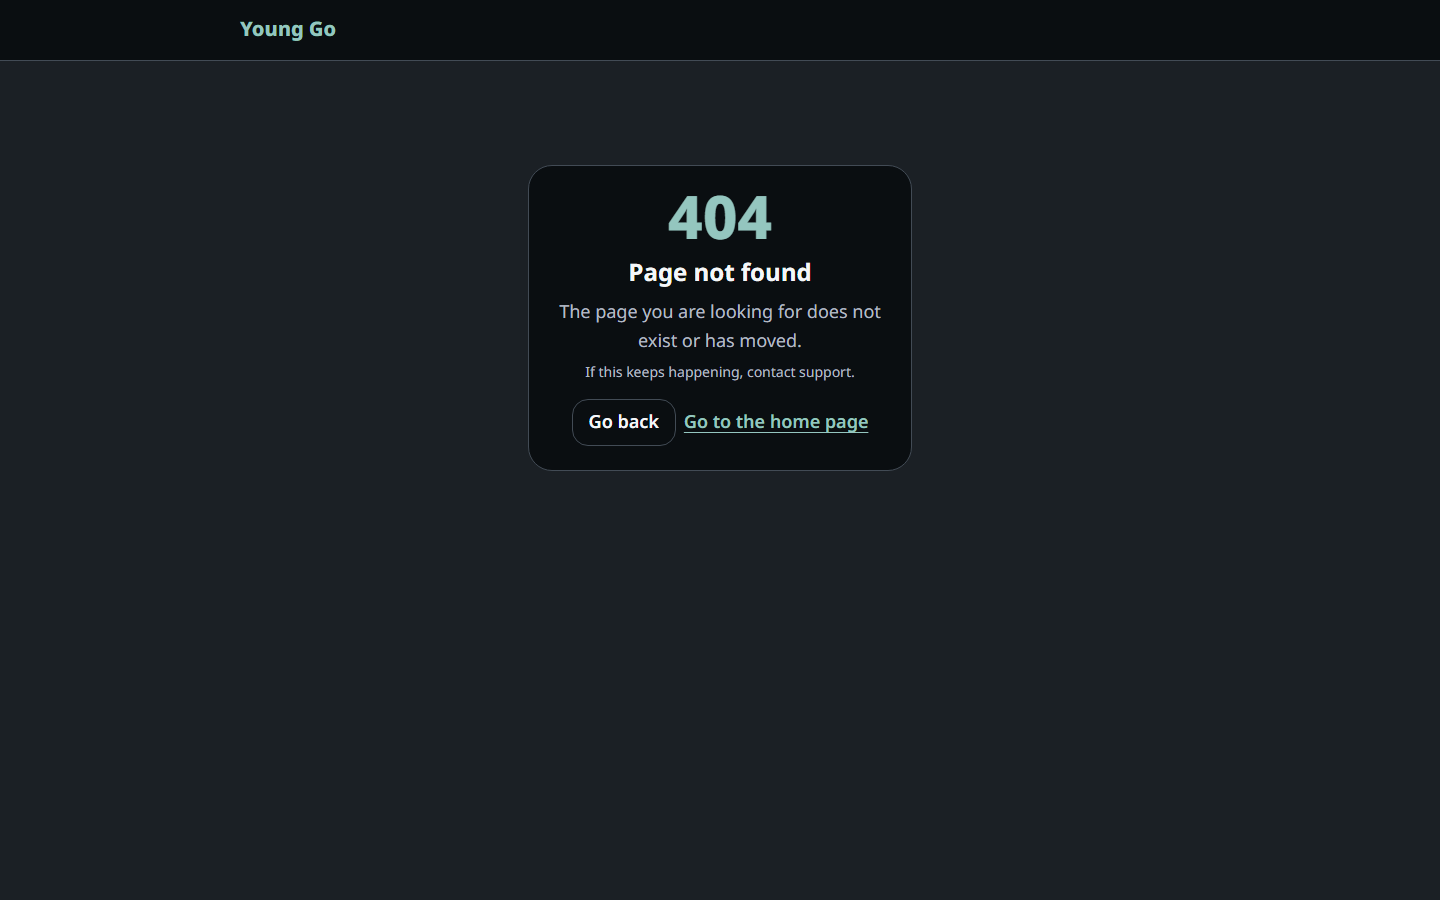 Young Go
404
Page not found
The page you are looking for does not
exist or has moved.
If this keeps happening, contact support.
Go back
Go to the home page